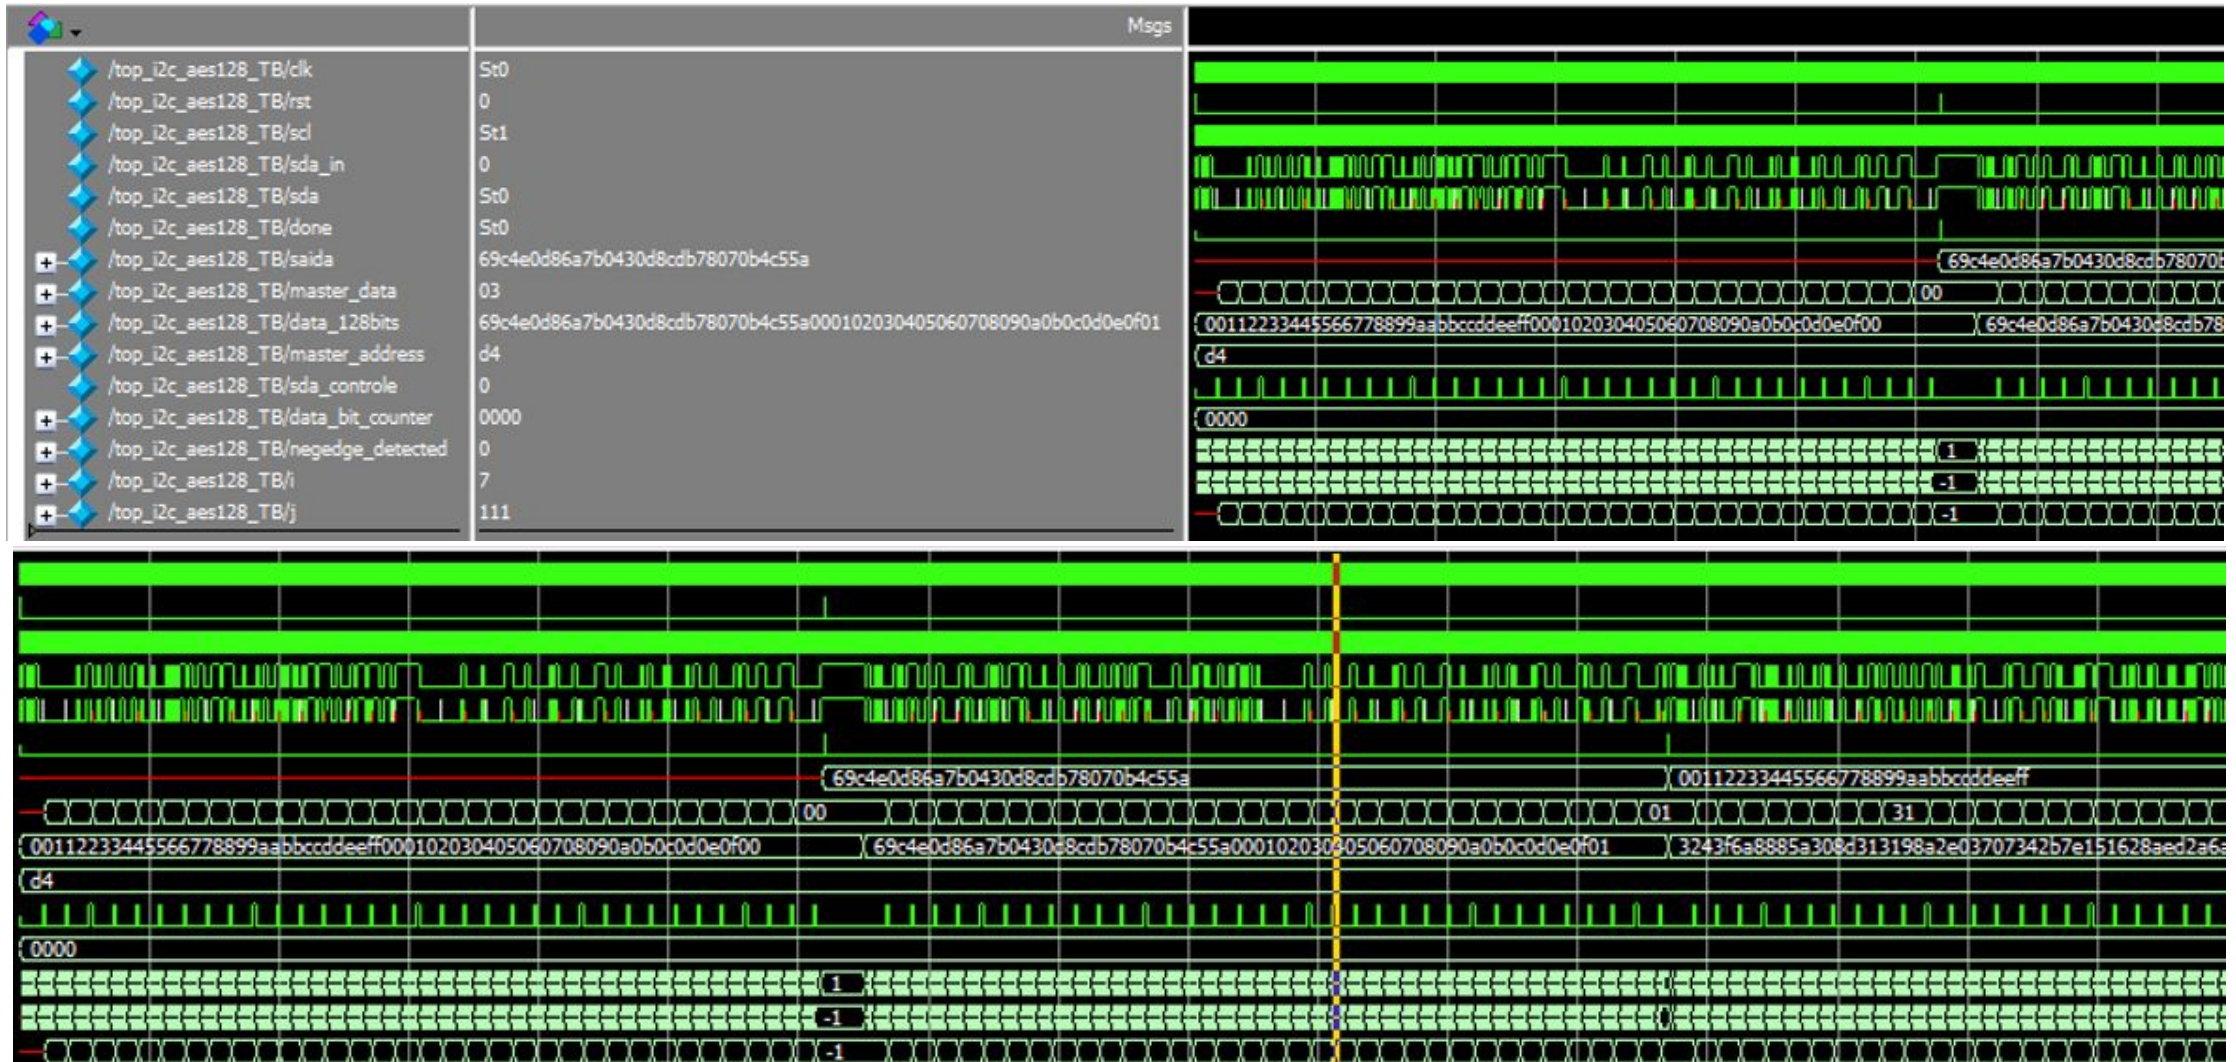 Msgs
/top_i2c_aes128_TB/clk St0
/top_i2c_aes128_TB/rst 0
/top_i2c_aes128_TB/scl St1
/top_i2c_aes128_TB/sda_in 0
/top_i2c_aes128_TB/sda St0
/top_i2c_aes128_TB/done St0
/top_i2c_aes128_TB/saida 69c4e0d86a7b0430d8cdb78070b4c55a 69c4e0d86a7b0430d8cdb78070b
/top_i2c_aes128_TB/master_data 03 00
/top_i2c_aes128_TB/data_128bits 69c4e0d86a7b0430d8cdb78070b4c55a000102030405060708090a0b0c0d0e0f01 00112233445566778899aabbccddeeff000102030405060708090a0b0c0d0e0f00 69c4e0d86a7b0430d8cdb78
/top_i2c_aes128_TB/master_address d4 d4
/top_i2c_aes128_TB/sda_controle 0
/top_i2c_aes128_TB/data_bit_counter 0000 0000
/top_i2c_aes128_TB/negedge_detected 0 1
/top_i2c_aes128_TB/i 7 -1
/top_i2c_aes128_TB/j 111 -1
69c4e0d86a7b0430d8cdb78070b4c55a 00112233445566778899aabbccddeeff
00 01 31
00112233445566778899aabbccddeeff000102030405060708090a0b0c0d0e0f00 69c4e0d86a7b0430d8cdb78070b4c55a000102030405060708090a0b0c0d0e0f01 3243f6a8885a308d313198a2e03707342b7e151628aed2a6a
d4
0000
1
-1
-1